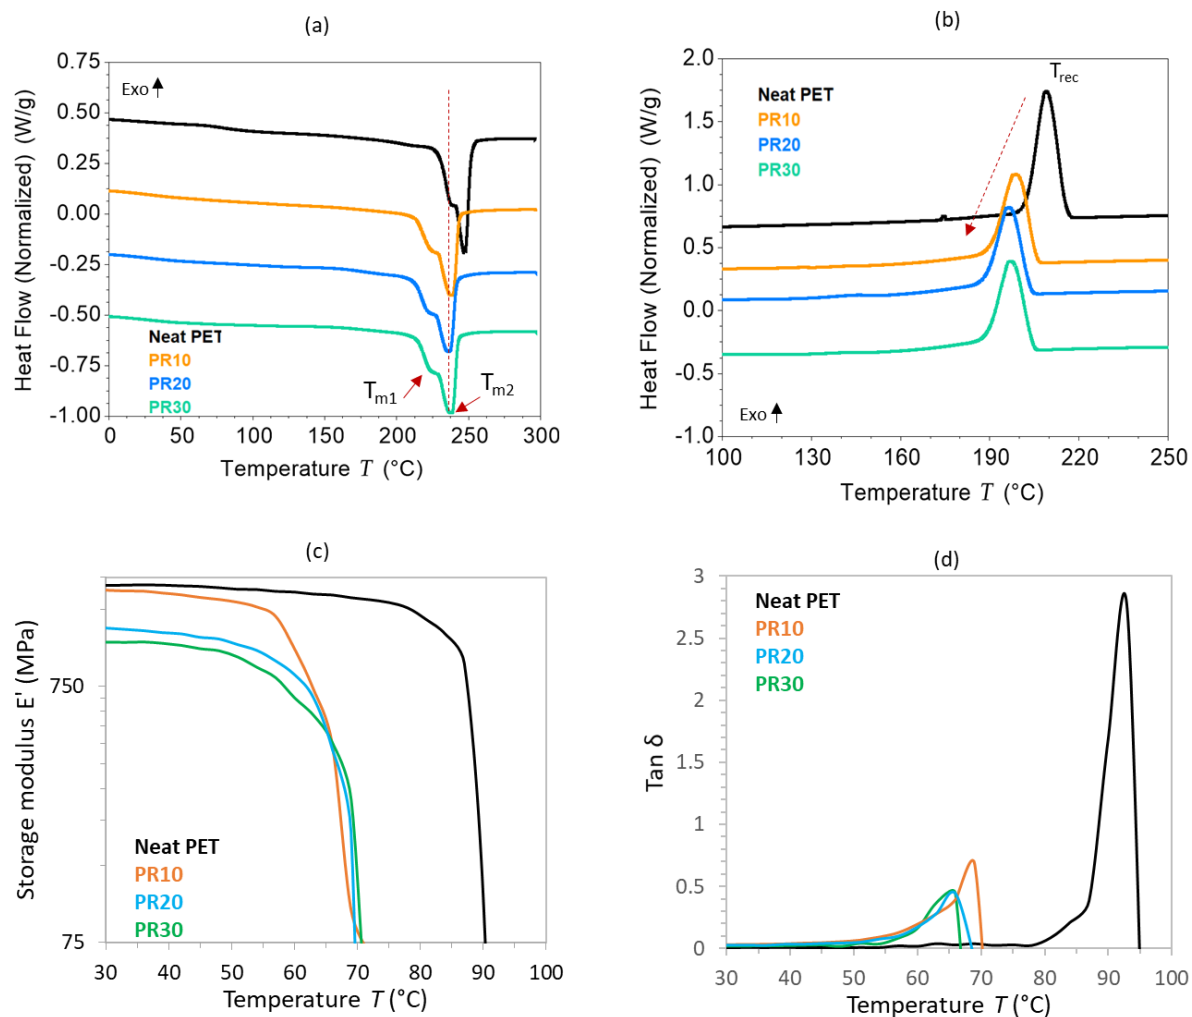 (a)
Heat Flow (Normalized) (W/g)
0.75
0.50
0.25
0.00
-0.25
-0.50
-0.75
-1.00
Exo
Neat PET
PR10
PR20
PR30
Tm1
Tm2
0 50 100 150 200 250 300
Temperature T (°C)
(b)
Heat Flow (Normalized) (W/g)
2.0
1.5
1.0
0.5
0.0
-0.5
-1.0
Trec
Neat PET
PR10
PR20
PR30
Exo
100 130 160 190 220 250
Temperature T (°C)
(c)
Storage modulus E' (MPa)
750
75
Neat PET
PR10
PR20
PR30
30 40 50 60 70 80 90 100
Temperature T (°C)
(d)
Tan δ
3
2.5
2
1.5
1
0.5
0
Neat PET
PR10
PR20
PR30
30 40 50 60 70 80 90 100
Temperature T (°C)